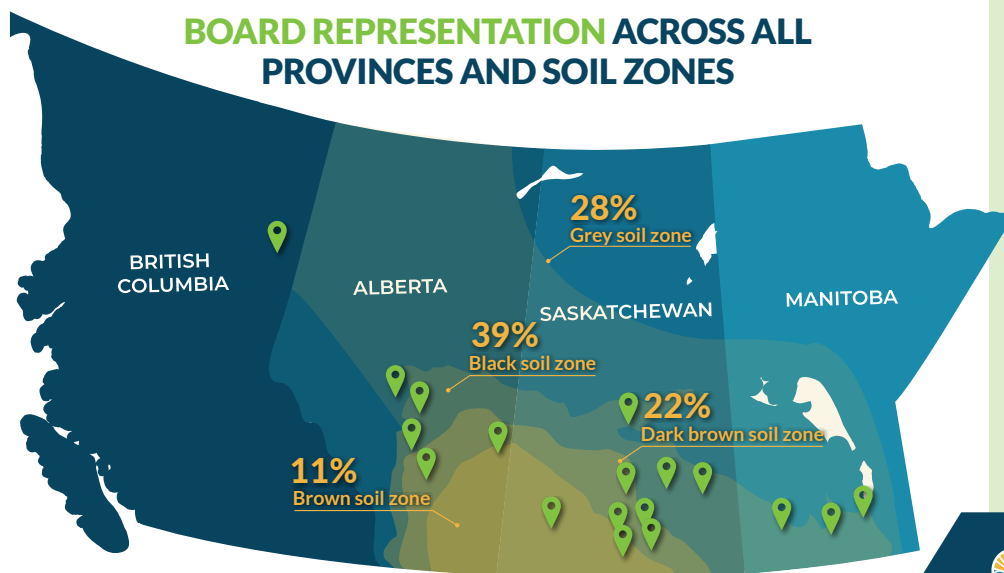 BOARD REPRESENTATION ACROSS ALL
PROVINCES AND SOIL ZONES
28%
Grey soil zone
BRITISH
COLUMBIA
ALBERTA
SASKATCHEWAN
MANITOBA
39%
Black soil zone
22%
Dark brown soil zone
11%
Brown soil zone